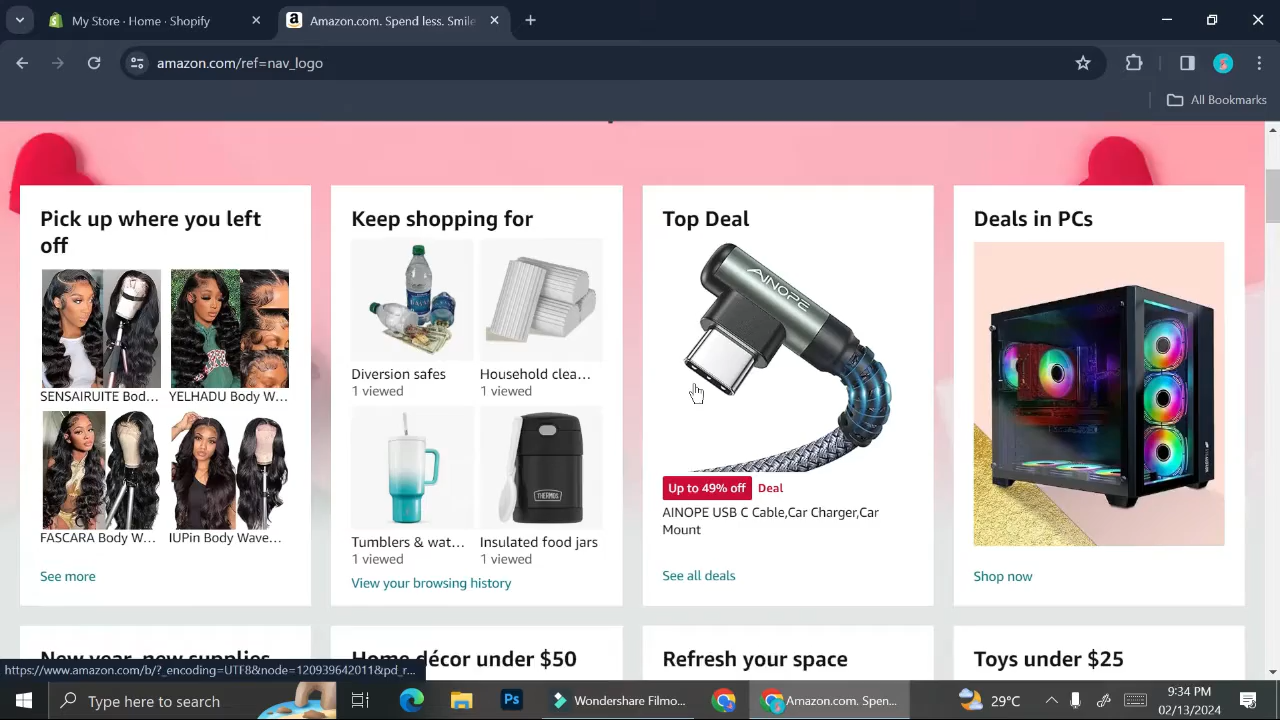 My Store · Home · Shopify
Amazon.com. Spend less. Smile
amazon.com/ref=nav_logo
All Bookmarks
Pick up where you left
off
SENSAIRUITE Bod...
YELHADU Body W...
FASCARA Body W...
IUPin Body Wave...
See more
Keep shopping for
Diversion safes
1 viewed
Household clea...
1 viewed
THERMOS
Tumblers & wat...
1 viewed
Insulated food jars
1 viewed
View your browsing history
Top Deal
AINOPE
Up to 49% off
Deal
AINOPE USB C Cable,Car Charger,Car
Mount
See all deals
Deals in PCs
Shop now
New year, new supplies
Home décor under $50
Refresh your space
Toys under $25
https://www.amazon.com/b/?_encoding=UTF8&node=120939642011&pd_r...
Type here to search
Ps
Wondershare Filmo...
Amazon.com. Spen...
29°C
9:34 PM
02/13/2024